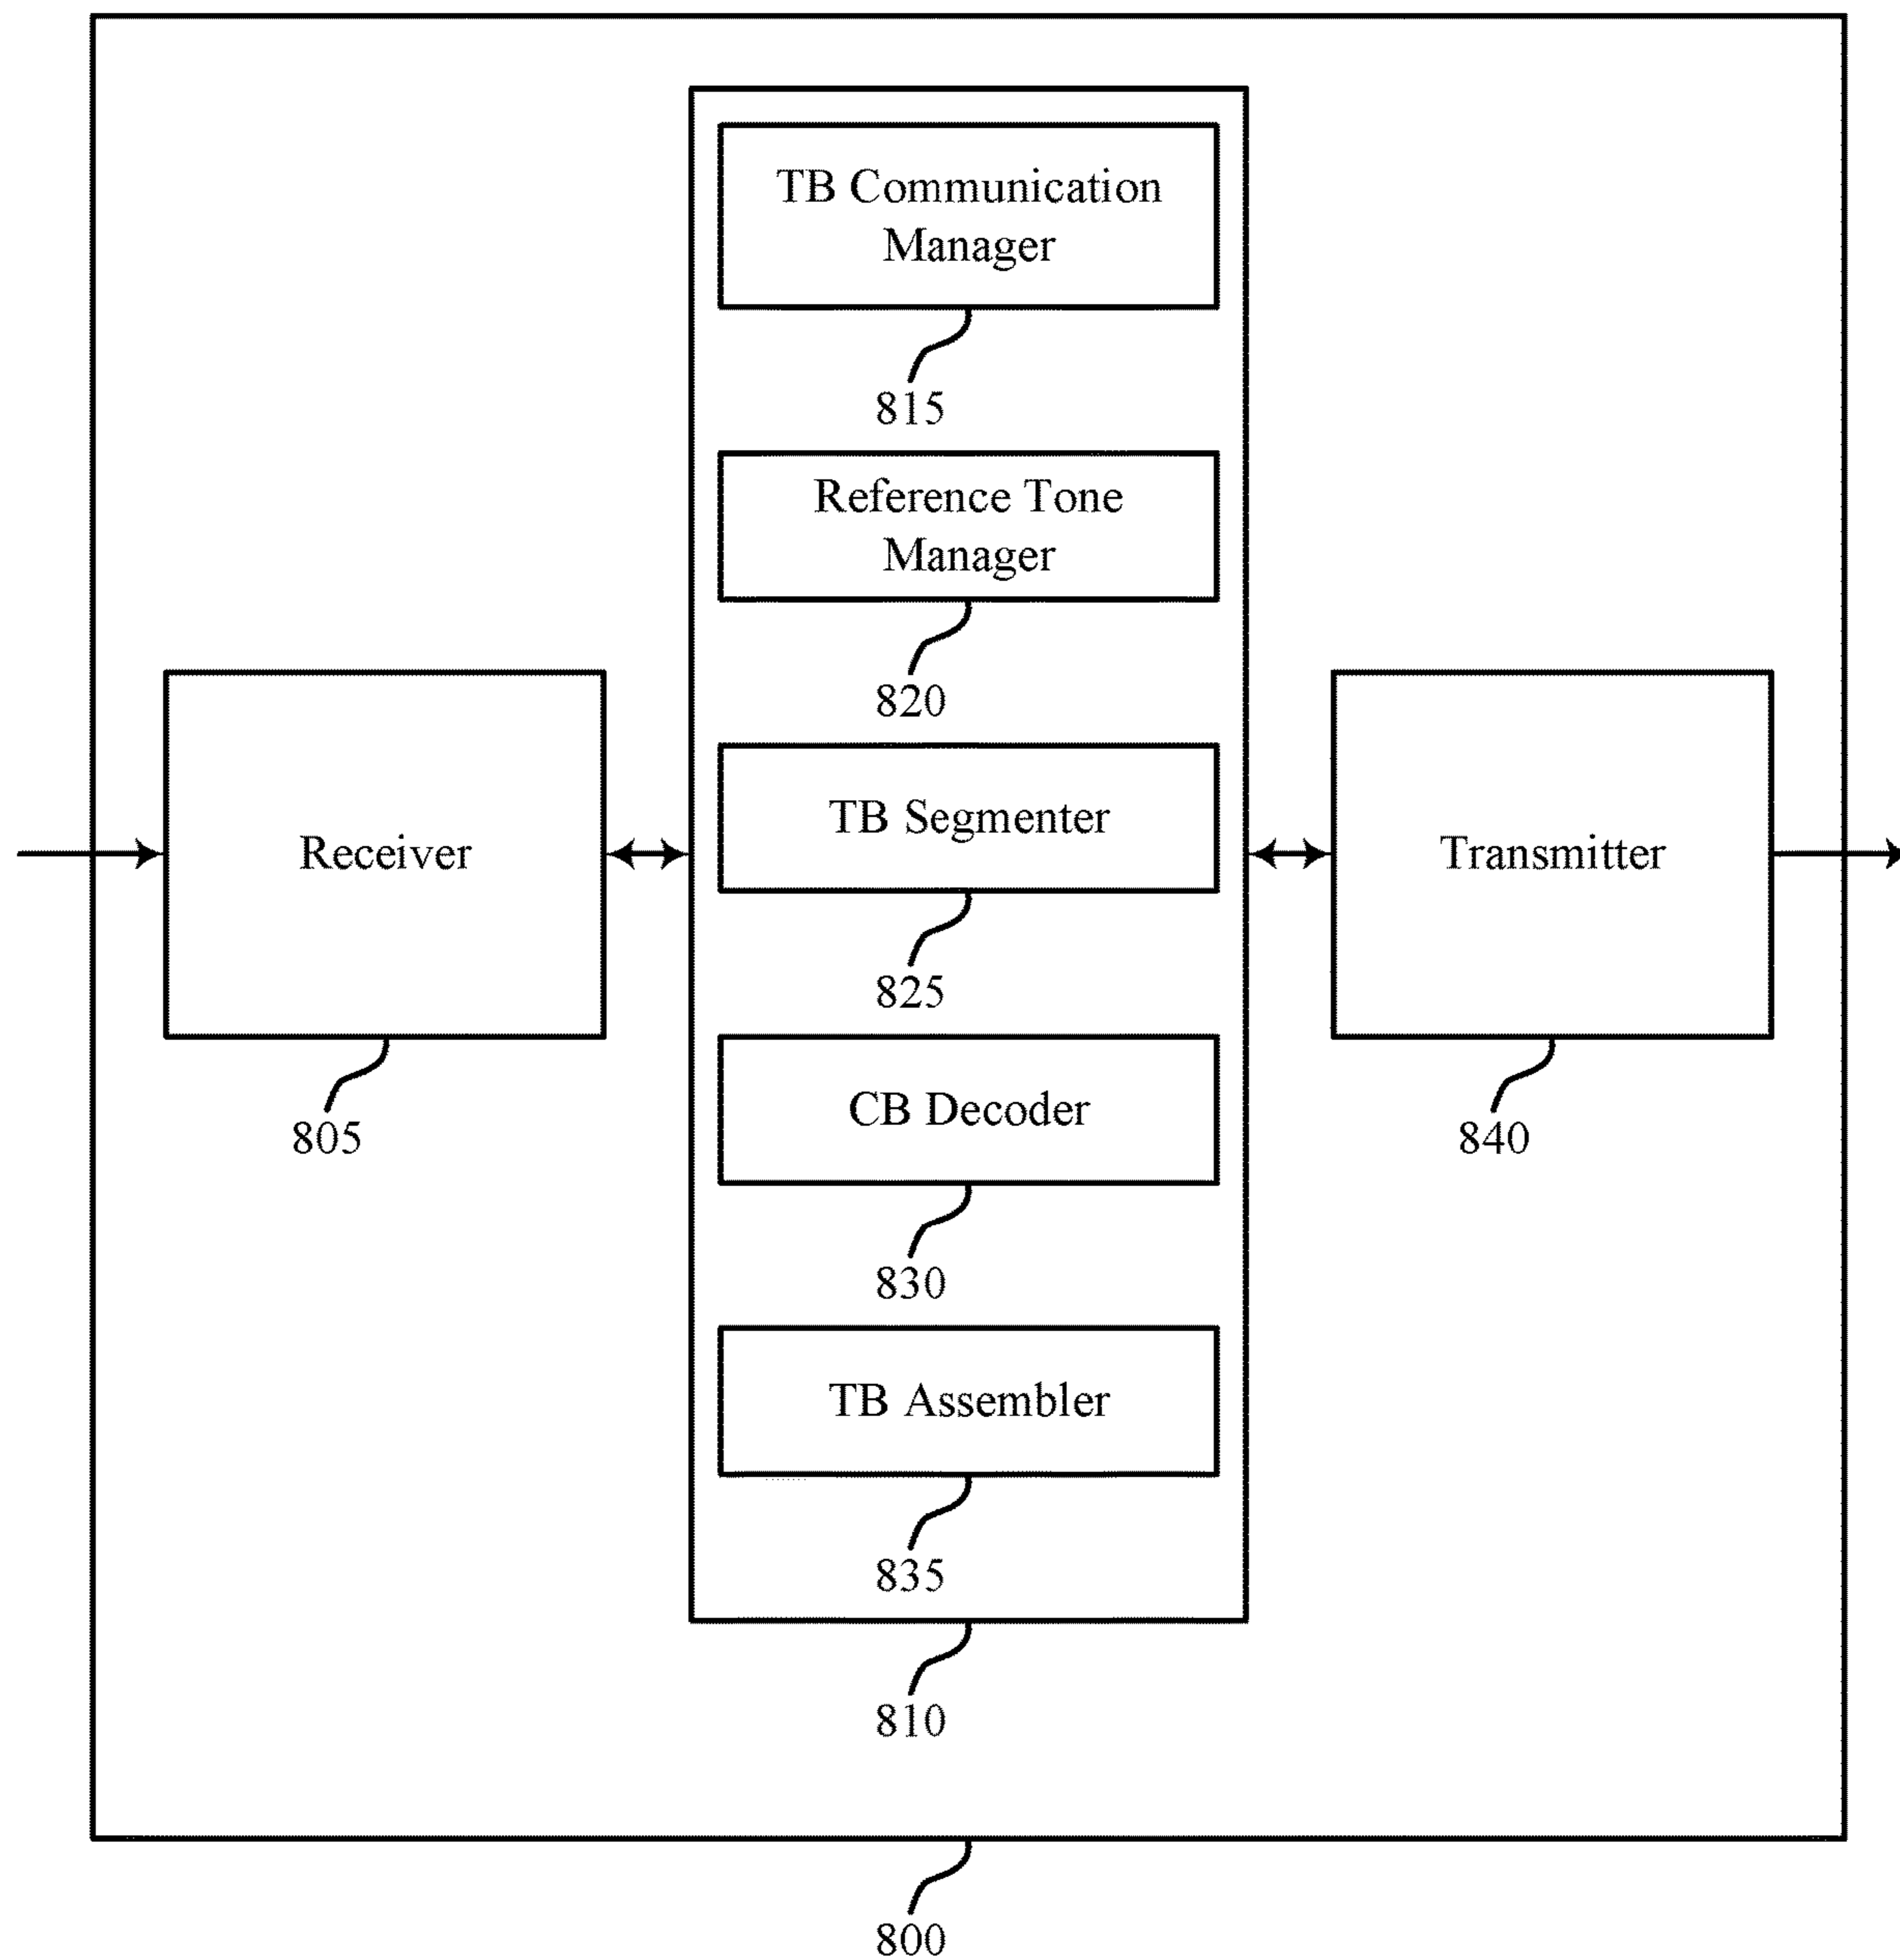 TB Communication
Manager
815
Reference Tone
Manager
820
TB Segmenter
825
Receiver
805
Transmitter
840
CB Decoder
830
TB Assembler
835
810
800